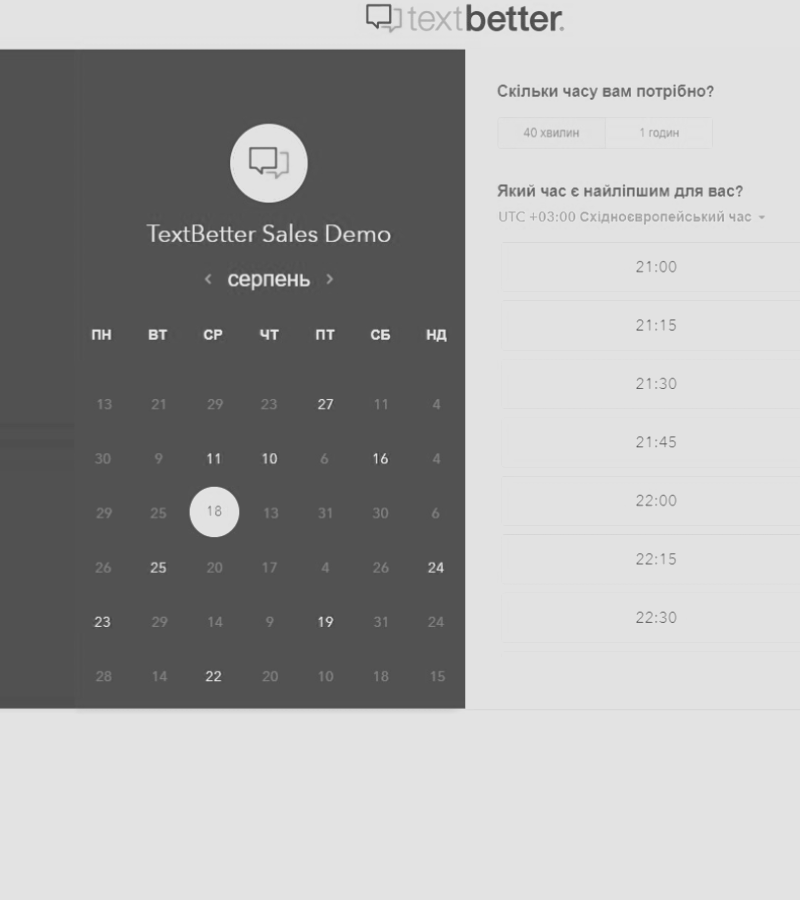 textbetter.
TextBetter Sales Demo
‹ серпень ›
ПН ВТ СР ЧТ ПТ СБ НД
13 21 29 23 27 11 4
30 9 11 10 6 16 4
29 25 18 13 31 30 6
26 25 20 17 4 26 24
23 29 14 9 19 31 24
28 14 22 20 10 18 15
Скільки часу вам потрібно?
40 хвилин 1 годин
Який час є найліпшим для вас?
UTC +03:00 Східноєвропейський час
21:00
21:15
21:30
21:45
22:00
22:15
22:30